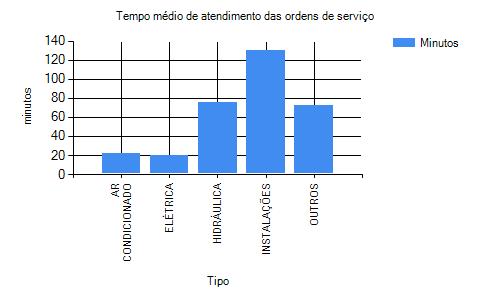 Tempo médio de atendimento das ordens de serviço
Minutos
minutos
140
120
100
80
60
40
20
0
AR
CONDICIONADO
ELÉTRICA
HIDRÁULICA
INSTALAÇÕES
OUTROS
Tipo